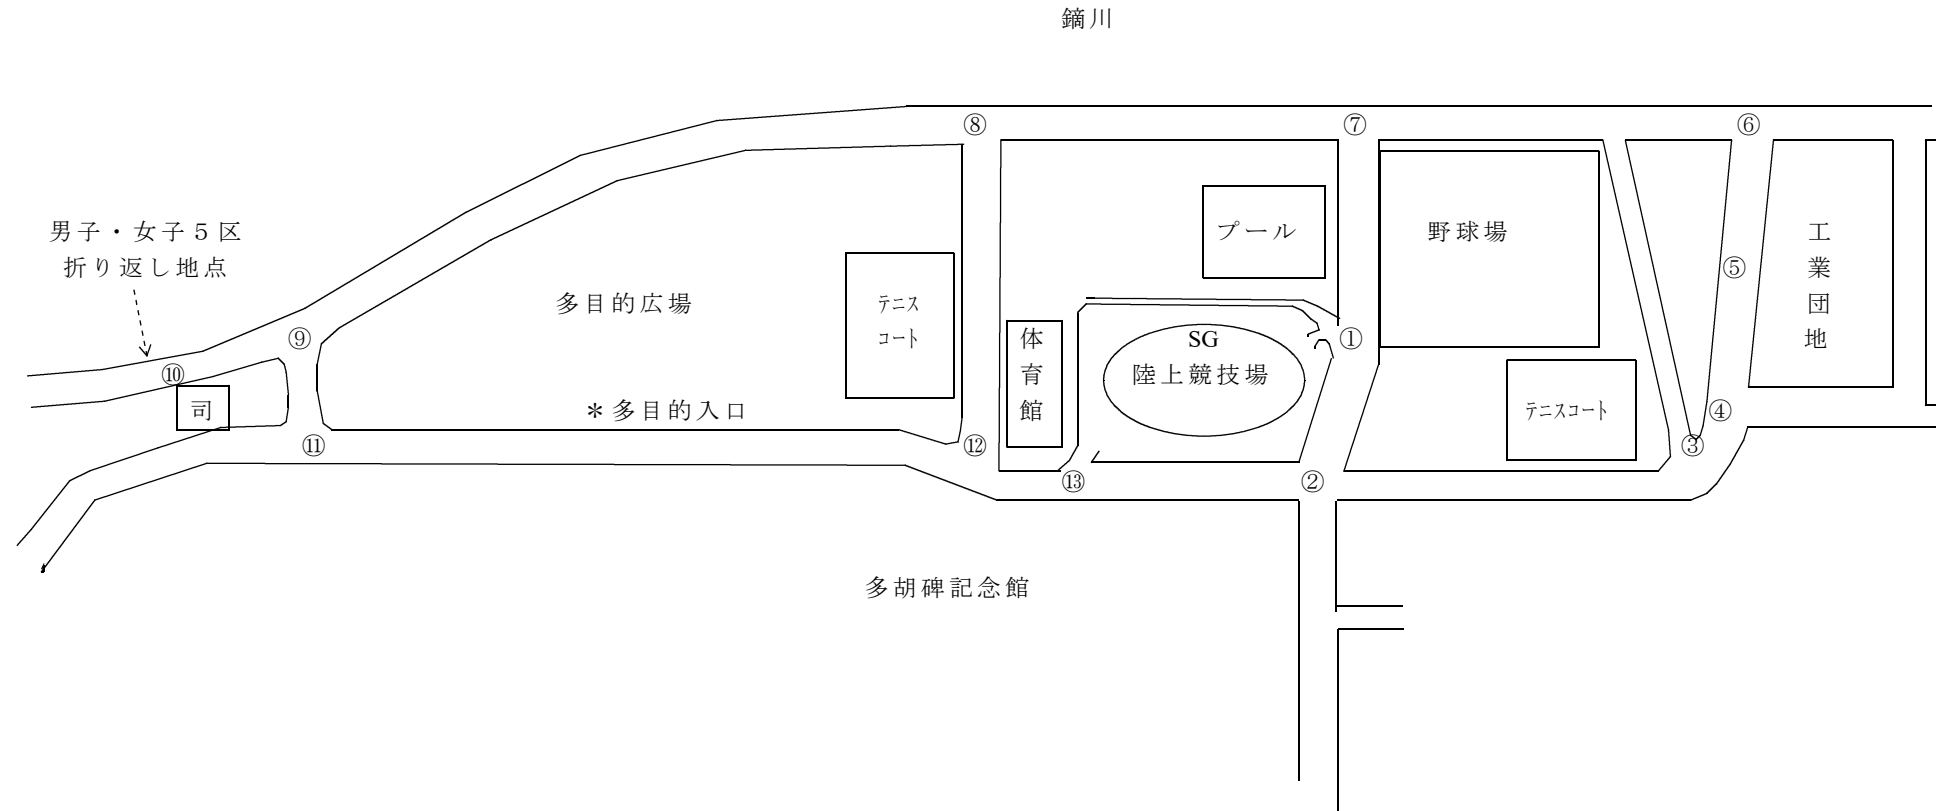 鏑川
⑧
⑦
⑥
男子・女子５区
折り返し地点
プール
野球場
工業団地
⑤
多目的広場
テニス
コート
⑨
体育館
SG
陸上競技場
①
⑩
司
＊多目的入口
テニスコート
④
⑪
⑫
③
⑬
②
多胡碑記念館